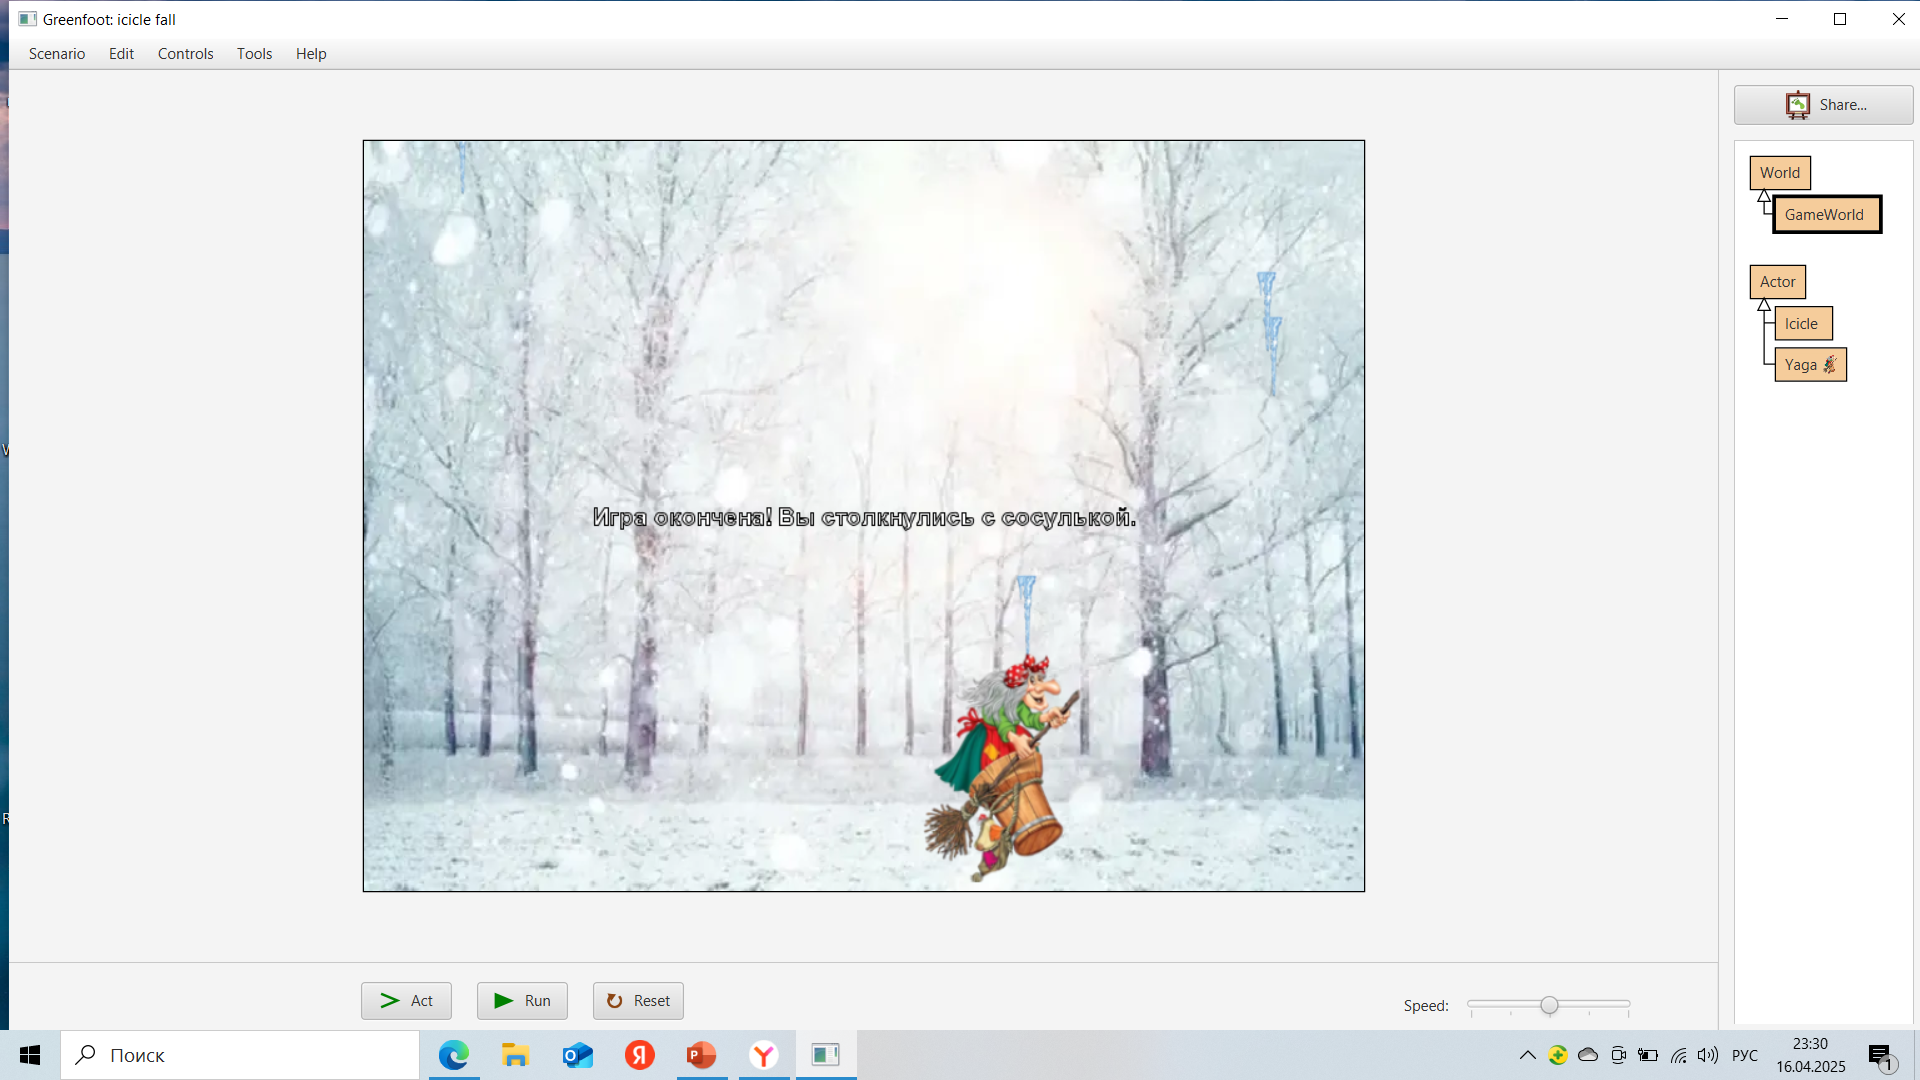 Greenfoot: icicle fall
Scenario Edit Controls Tools Help
Share...
World
GameWorld
Actor
Icicle
Yaga
Игра окончена! Вы столкнулись с сосулькой.
Act Run Reset
Speed:
Поиск
РУС
23:30
16.04.2025
1